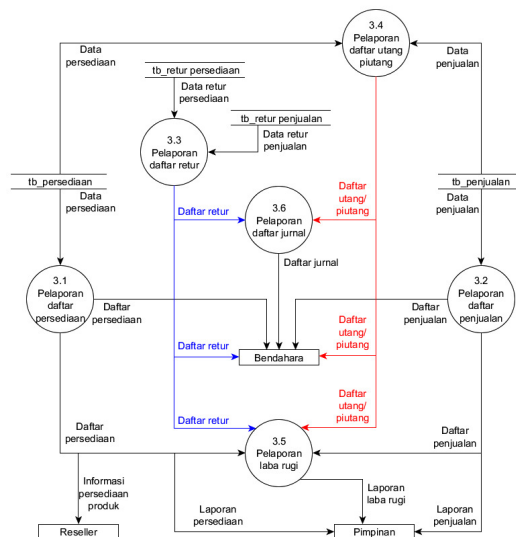 3.4
Pelaporan
daftar utang
piutang
Data
persediaan
Data
penjualan
tb_retur persediaan
Data retur
persediaan
tb_retur penjualan
Data retur
penjualan
3.3
Pelaporan
daftar retur
tb_persediaan
Data
persediaan
Daftar
utang/
piutang
tb_penjualan
Data
penjualan
Daftar retur
3.6
Pelaporan
daftar jurnal
Daftar jurnal
3.1
Pelaporan
daftar
persediaan
Daftar
persediaan
3.2
Pelaporan
daftar
penjualan
Daftar
penjualan
Daftar
utang/
piutang
Daftar retur
Bendahara
Daftar
utang/
piutang
Daftar retur
Daftar
persediaan
3.5
Pelaporan
laba rugi
Daftar
penjualan
Informasi
persediaan
produk
Laporan
laba rugi
Laporan
persediaan
Laporan
penjualan
Reseller
Pimpinan